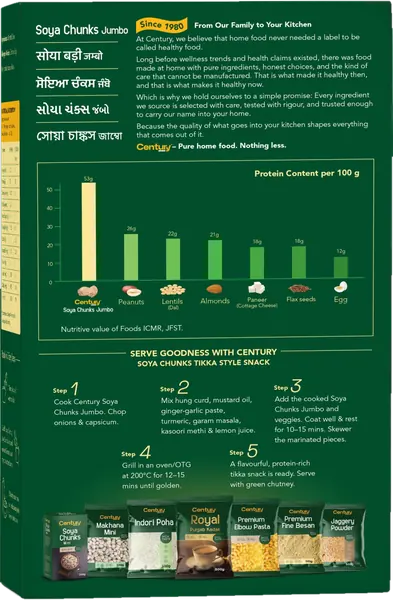 Soya Chunks Jumbo
सोया बड़ी जम्बो
ਸੋਇਆ ਚੰਕਸ ਜੰਬੋ
સોયા ચંક્સ જંબો
সোয়া চাঙ্কস জাম্বো
Since 1980 From Our Family to Your Kitchen
At Century, we believe that home food never needed a label to be
called healthy food.
Long before wellness trends and health claims existed, there was food
made at home with pure ingredients, honest choices, and the kind of
care that cannot be manufactured. That is what made it healthy then,
and that is what makes it healthy now.
Which is why we hold ourselves to a simple promise: Every ingredient
we source is selected with care, tested with rigour, and trusted enough
to carry our name into your home.
Because the quality of what goes into your kitchen shapes everything
that comes out of it.
Century – Pure home food. Nothing less.
Protein Content per 100 g
50
40
30
20
10
0
52g
26g
22g
21g
18g
18g
12g
Century
Soya Chunks Jumbo
Peanuts
Lentils
(Dal)
Almonds
Paneer
(Cottage Cheese)
Flax seeds
Egg
Nutritive value of Foods ICMR, JFST.
SERVE GOODNESS WITH CENTURY
SOYA CHUNKS TIKKA STYLE SNACK
Step 1
Cook Century Soya
Chunks Jumbo. Chop
onions & capsicum.
Step 2
Mix hung curd, mustard oil,
ginger-garlic paste,
turmeric, garam masala,
kasoori methi & lemon juice.
Step 3
Add the cooked Soya
Chunks Jumbo and
veggies. Coat well & rest
for 10–15 mins. Skewer
the marinated pieces.
Step 4
Grill in an oven/OTG
at 200°C for 12–15
mins until golden.
Step 5
A flavourful, protein-rich
tikka snack is ready. Serve
with green chutney.
Century
Soya
Chunks
Mini
Century
Makhana
Mini
Century
Indori Poha
Century
Royal
Century
Premium
Elbow Pasta
Century
Premium
Fine Besan
Century
Jaggery
Powder